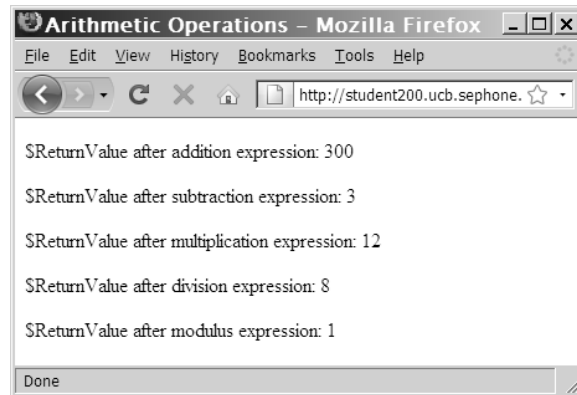 Arithmetic Operations – Mozilla Firefox
File Edit View History Bookmarks Tools Help
http://student200.ucb.sephone.
$ReturnValue after addition expression: 300
$ReturnValue after subtraction expression: 3
$ReturnValue after multiplication expression: 12
$ReturnValue after division expression: 8
$ReturnValue after modulus expression: 1
Done